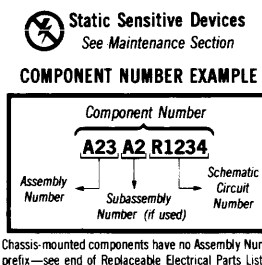 Static Sensitive Devices
See Maintenance Section
COMPONENT NUMBER EXAMPLE
Component Number
A23 A2 R1234
Assembly
Number
Subassembly
Number (if used)
Schematic
Circuit
Number
Chassis-mounted components have no Assembly Num
prefix—see end of Replaceable Electrical Parts List